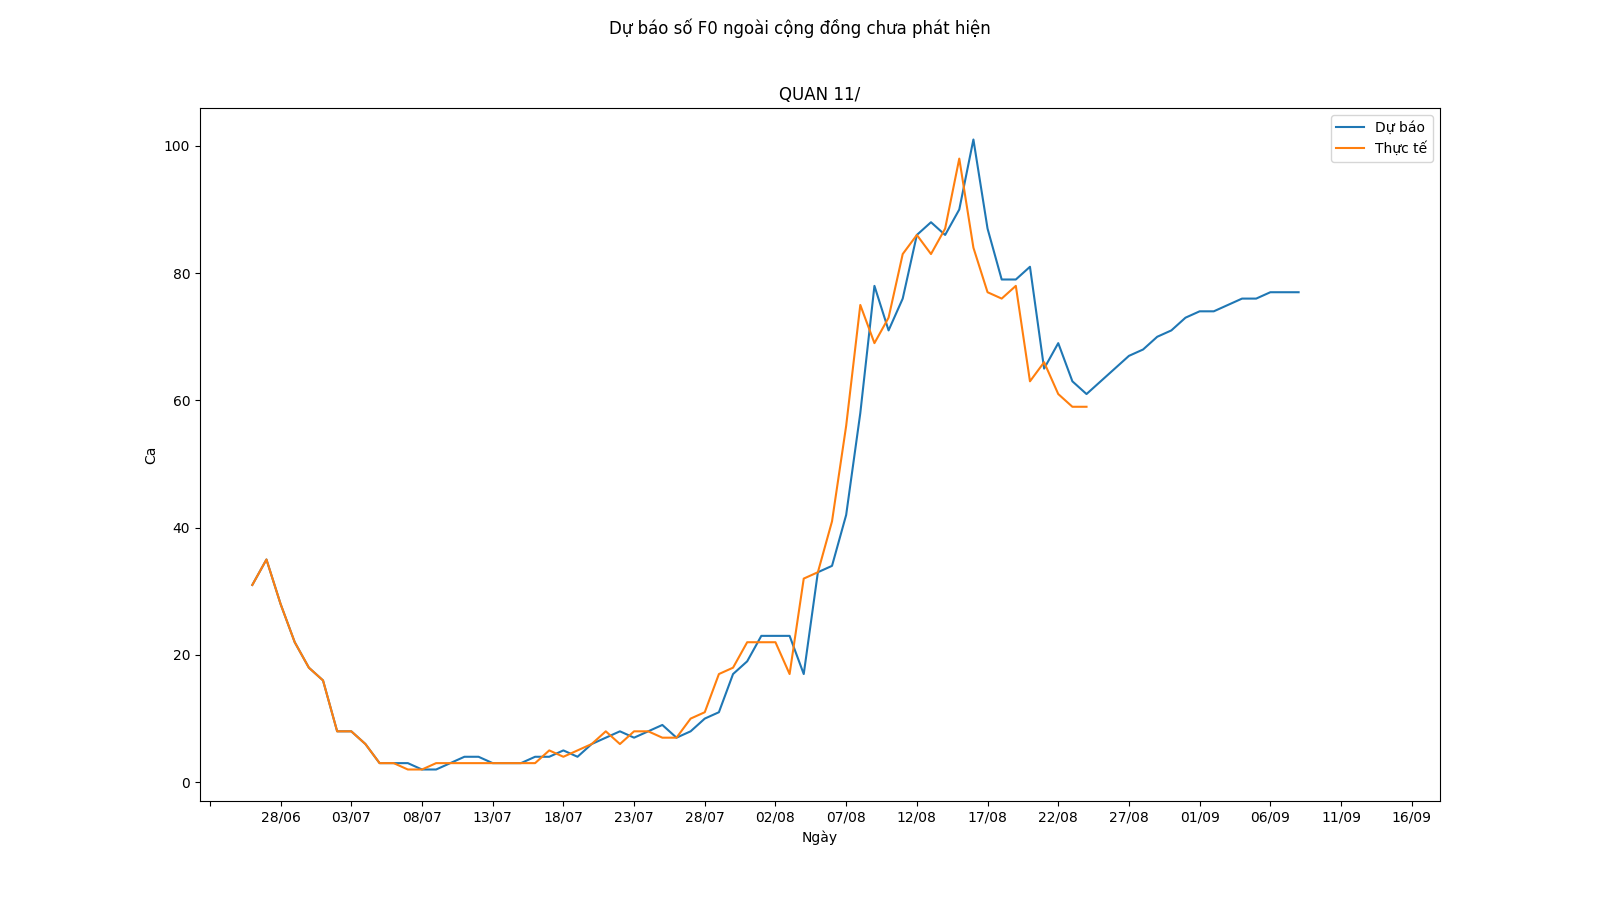 Dự báo số F0 ngoài cộng đồng chưa phát hiện
QUAN 11/
Dự báo
Thực tế
100
80
60
40
20
0
Ca
28/06 03/07 08/07 13/07 18/07 23/07 28/07 02/08 07/08 12/08 17/08 22/08 27/08 01/09 06/09 11/09 16/09
Ngày